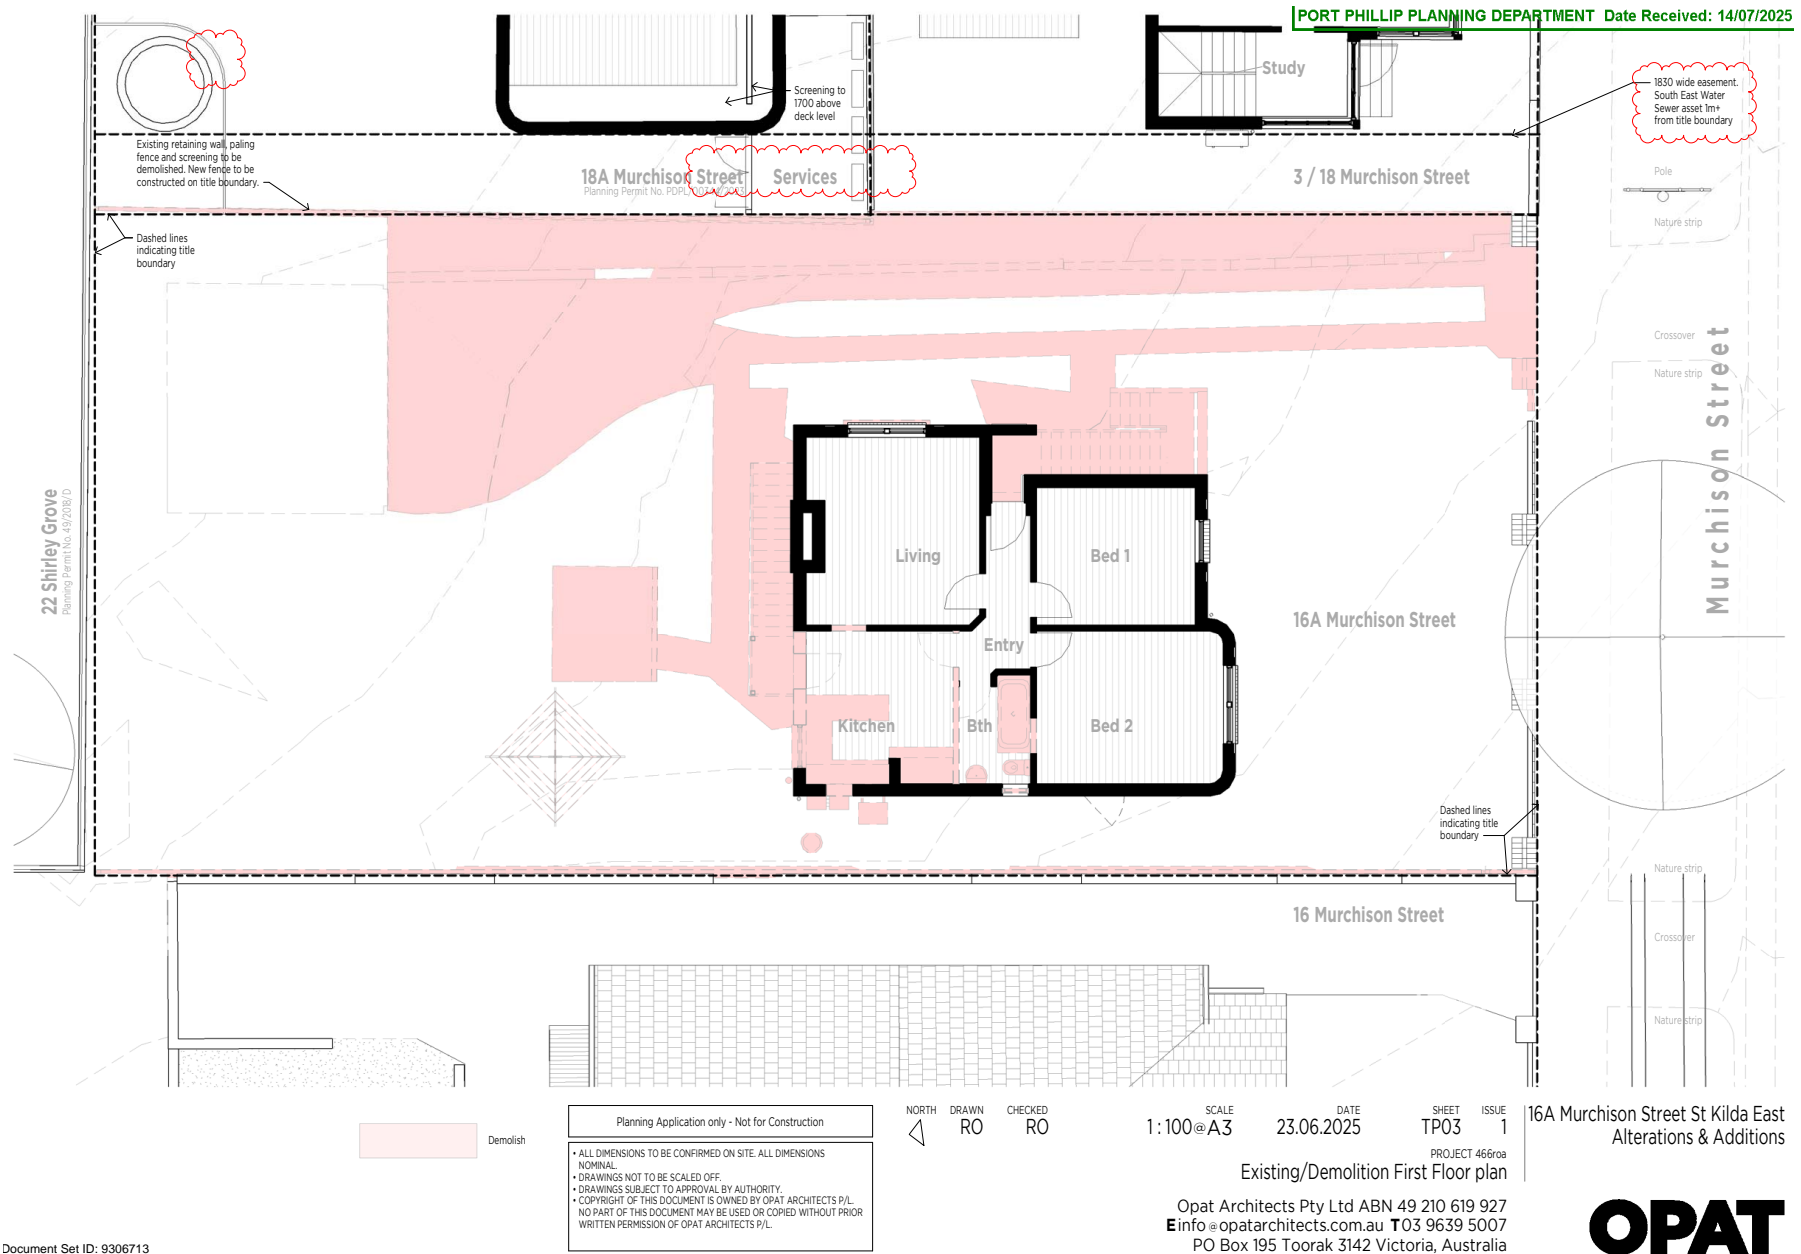 PORT PHILLIP PLANNING DEPARTMENT Date Received: 14/07/2025
Study
Screening to
1700 above
deck level
1830 wide easement.
South East Water
Sewer asset 1m+
from title boundary
Existing retaining wall, paling
fence and screening to be
demolished. New fence to be
constructed on title boundary.
18A Murchison Street
Services
3 / 18 Murchison Street
Pole
Nature strip
Dashed lines
indicating title
boundary
Crossover
Nature strip
Murchison Street
22 Shirley Grove
Planning Permit No. 49/2018/D
Living
Bed 1
16A Murchison Street
Entry
Kitchen
Bth
Bed 2
Dashed lines
indicating title
boundary
Nature strip
16 Murchison Street
Crossover
Nature strip
Demolish
Planning Application only - Not for Construction
• ALL DIMENSIONS TO BE CONFIRMED ON SITE. ALL DIMENSIONS
NOMINAL.
• DRAWINGS NOT TO BE SCALED OFF.
• DRAWINGS SUBJECT TO APPROVAL BY AUTHORITY.
• COPYRIGHT OF THIS DOCUMENT IS OWNED BY OPAT ARCHITECTS P/L.
NO PART OF THIS DOCUMENT MAY BE USED OR COPIED WITHOUT PRIOR
WRITTEN PERMISSION OF OPAT ARCHITECTS P/L.
NORTH DRAWN CHECKED
RO RO
SCALE DATE SHEET ISSUE
1:100@A3 23.06.2025 TP03 1
PROJECT 466roa
Existing/Demolition First Floor plan
16A Murchison Street St Kilda East
Alterations & Additions
Opat Architects Pty Ltd ABN 49 210 619 927
E info@opatarchitects.com.au T 03 9639 5007
PO Box 195 Toorak 3142 Victoria, Australia
OPAT
Document Set ID: 9306713